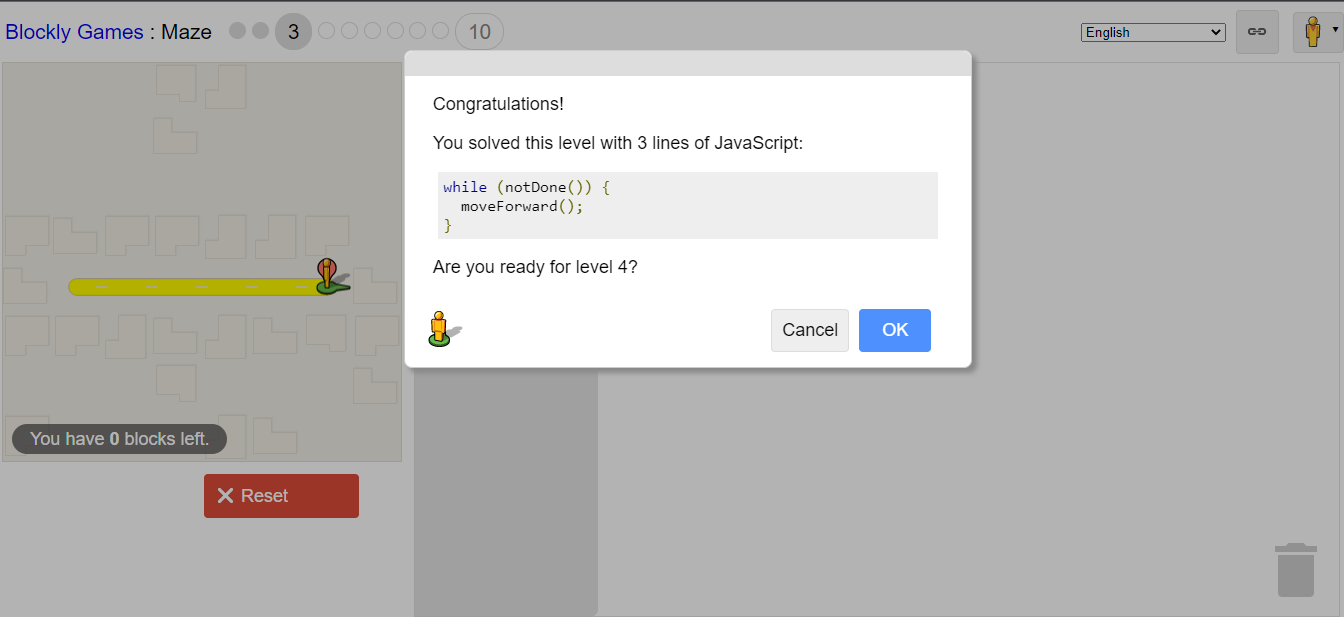 Blockly Games : Maze 3 10
English
Congratulations!
You solved this level with 3 lines of JavaScript:
while (notDone()) {
  moveForward();
}
Are you ready for level 4?
Cancel OK
You have 0 blocks left.
Reset